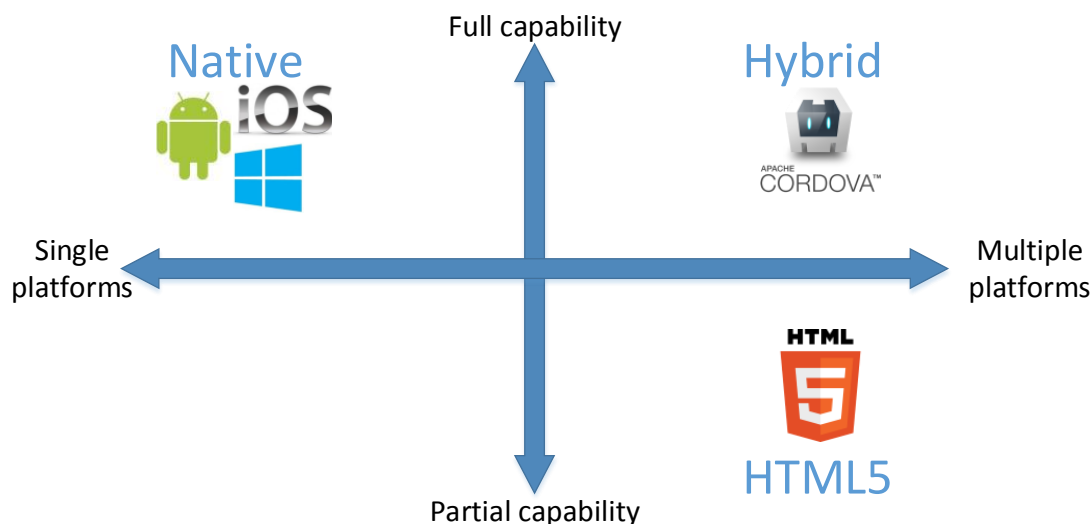 Full capability
Native
Hybrid
iOS
APACHE
CORDOVA™
Single
platforms
Multiple
platforms
HTML
5
HTML5
Partial capability